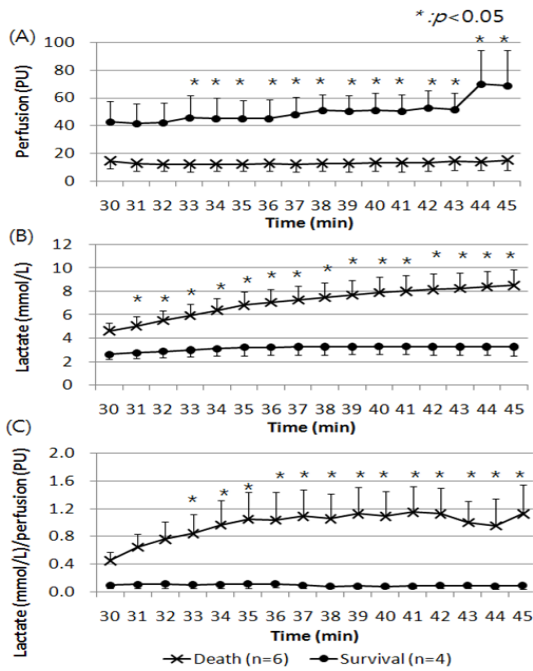 * :p<0.05
(A)
Perfusion (PU)
100
80
60
40
20
0
* * * * * * * * * * * * *
30 31 32 33 34 35 36 37 38 39 40 41 42 43 44 45
Time (min)
(B)
Lactate (mmol/L)
12
10
8
6
4
2
0
* * * * * * * * * * * * * * *
30 31 32 33 34 35 36 37 38 39 40 41 42 43 44 45
Time (min)
(C)
Lactate (mmol/L)/perfusion (PU)
2.0
1.6
1.2
0.8
0.4
0.0
* * * * * * * * * * * * *
30 31 32 33 34 35 36 37 38 39 40 41 42 43 44 45
Time (min)
Death (n=6) Survival (n=4)